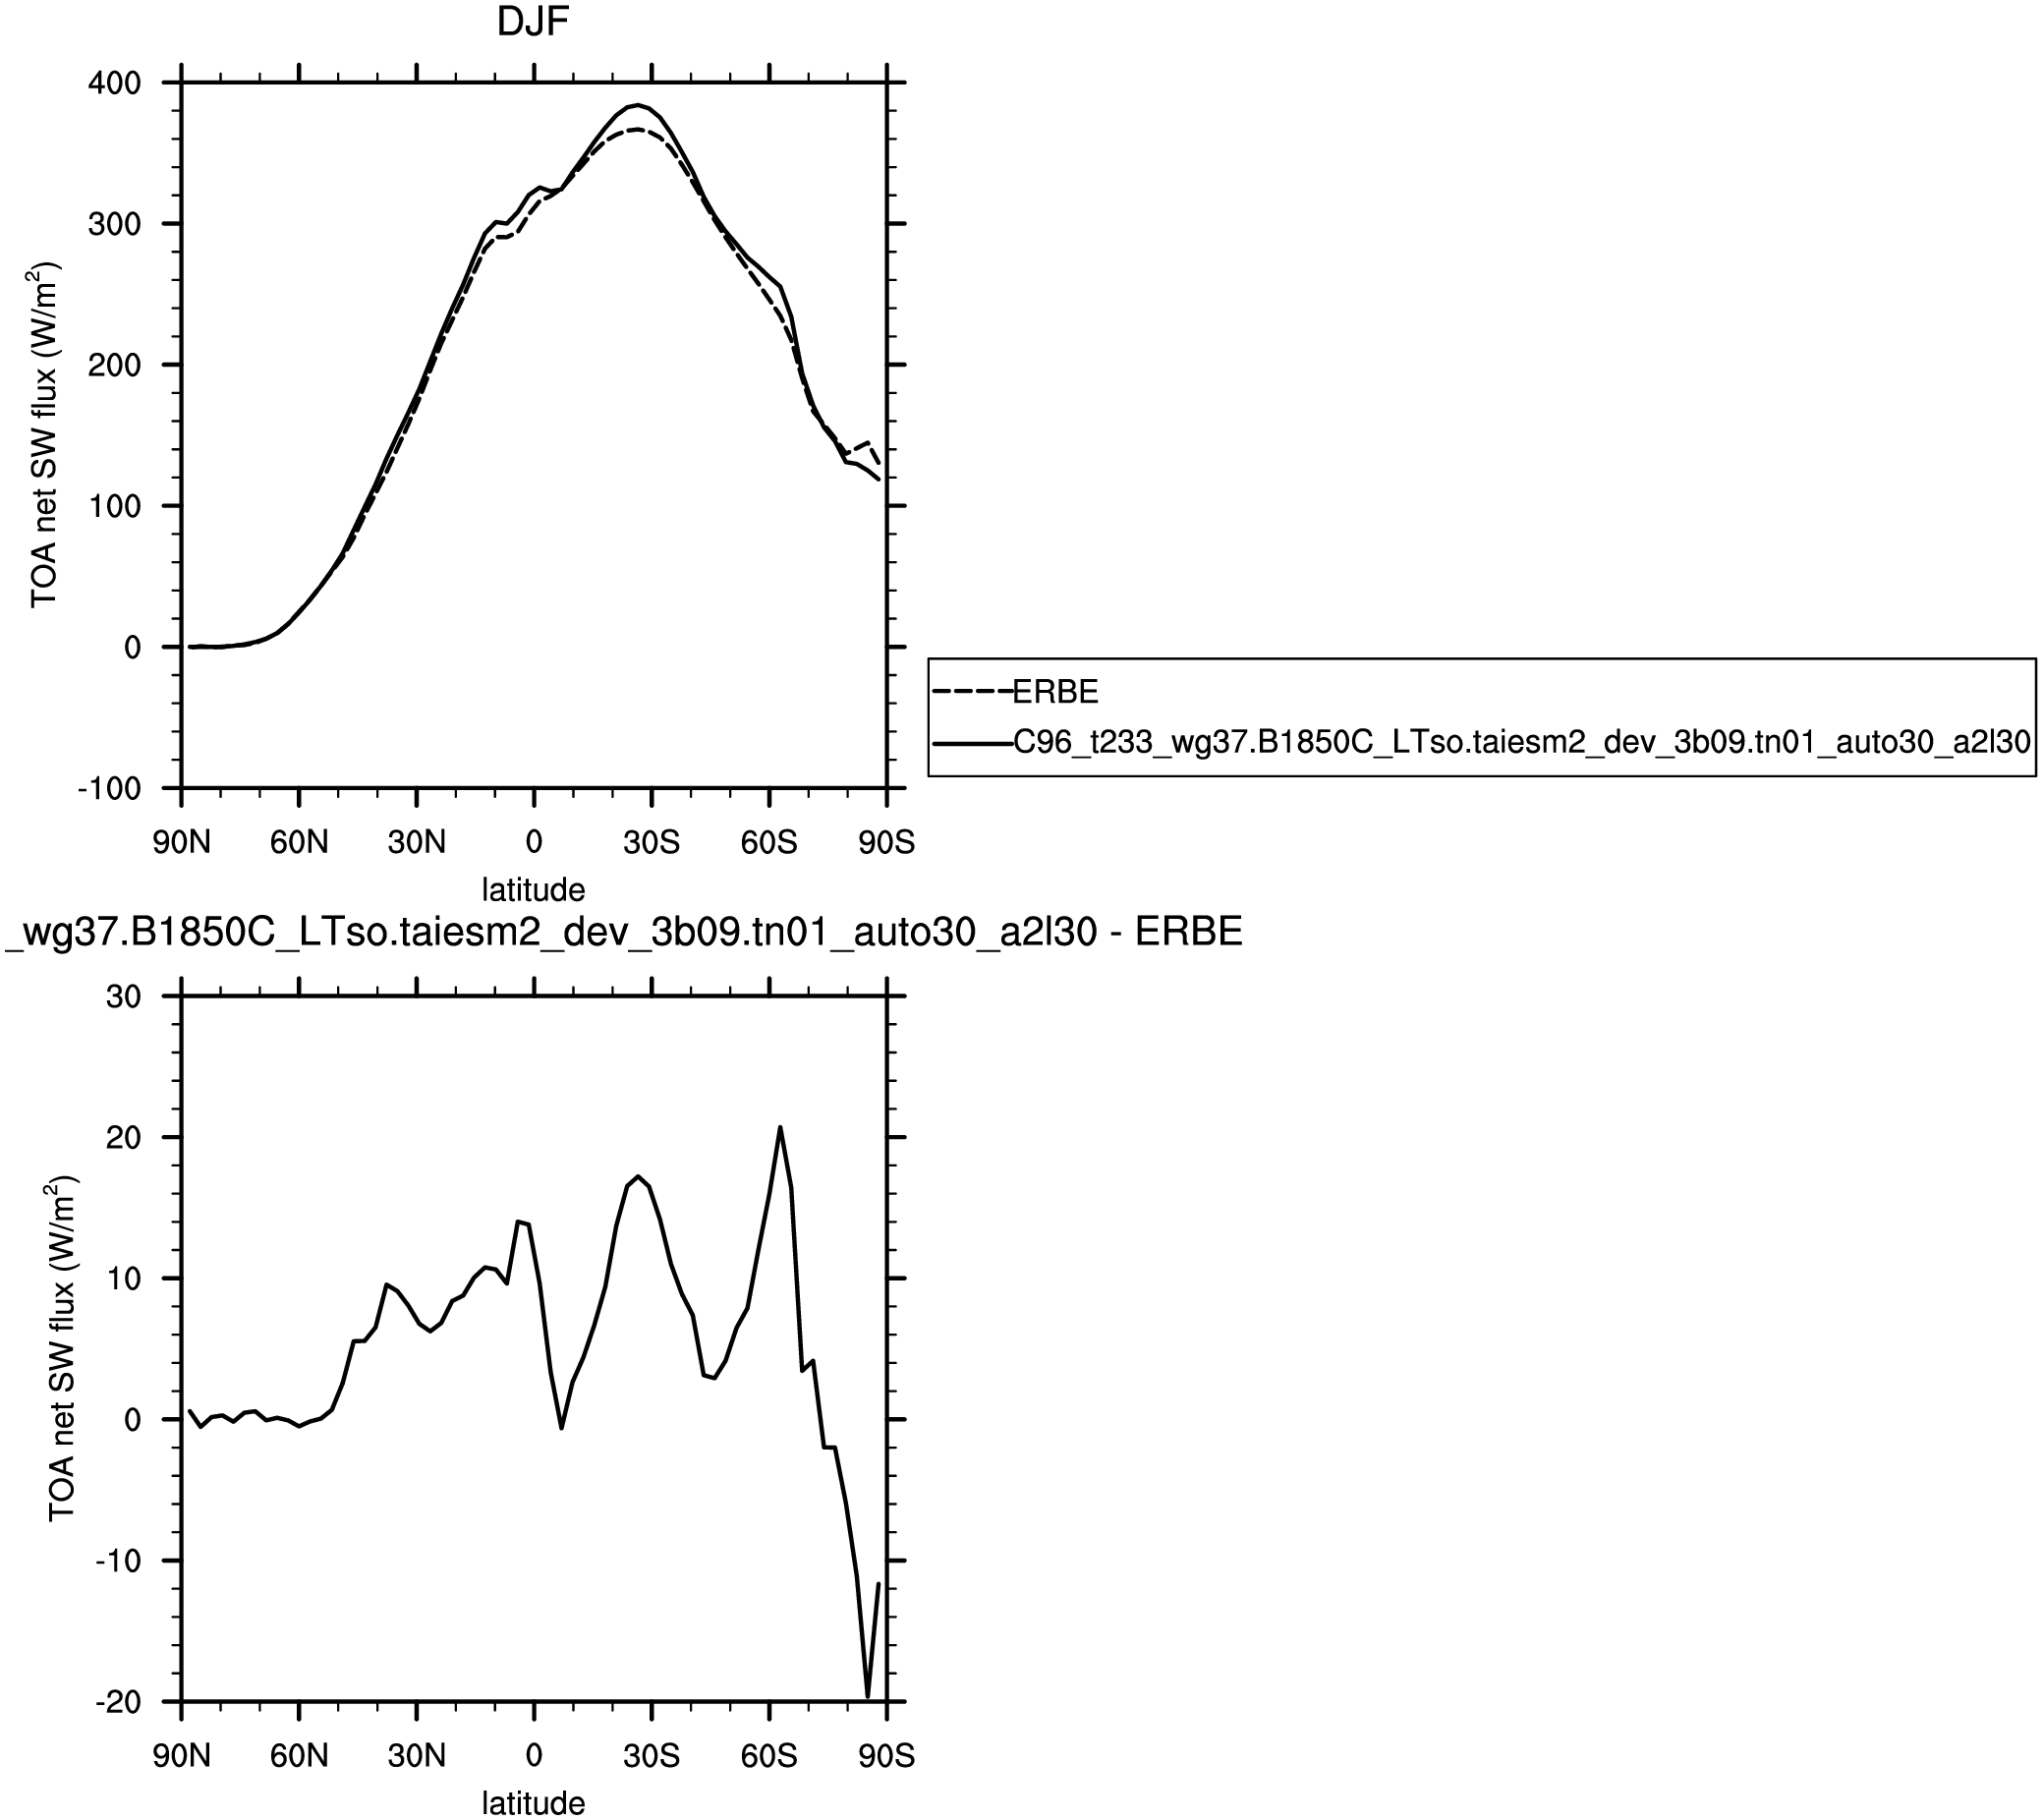 DJF
400
300
200
100
0
-100
TOA net SW flux (W/m²)
90N 60N 30N 0 30S 60S 90S
latitude
ERBE
C96_t233_wg37.B1850C_LTso.taiesm2_dev_3b09.tn01_auto30_a2l30
_wg37.B1850C_LTso.taiesm2_dev_3b09.tn01_auto30_a2l30 - ERBE
30
20
10
0
-10
-20
TOA net SW flux (W/m²)
90N 60N 30N 0 30S 60S 90S
latitude